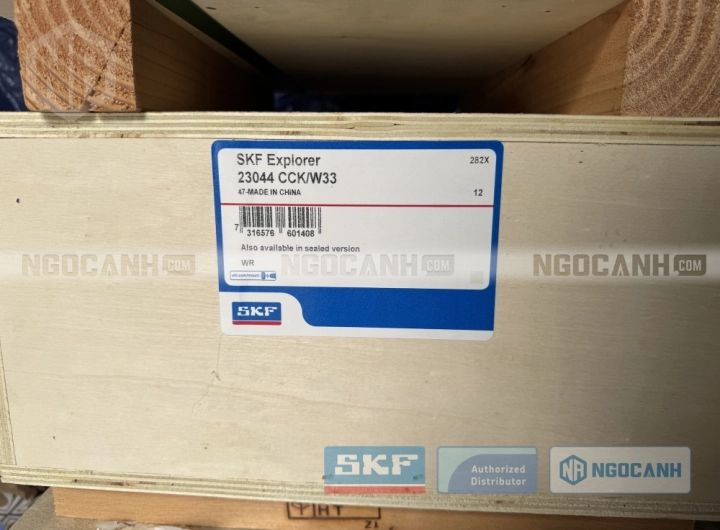 SKF Explorer
282X
23044 CCK/W33
47-MADE IN CHINA
12
7 316576 601408
Also available in sealed version
WR
SKF
NGOCANH.COM
NGOCANH.COM
NGOCANH.COM
SKF
Authorized
Distributor
NGOCANH